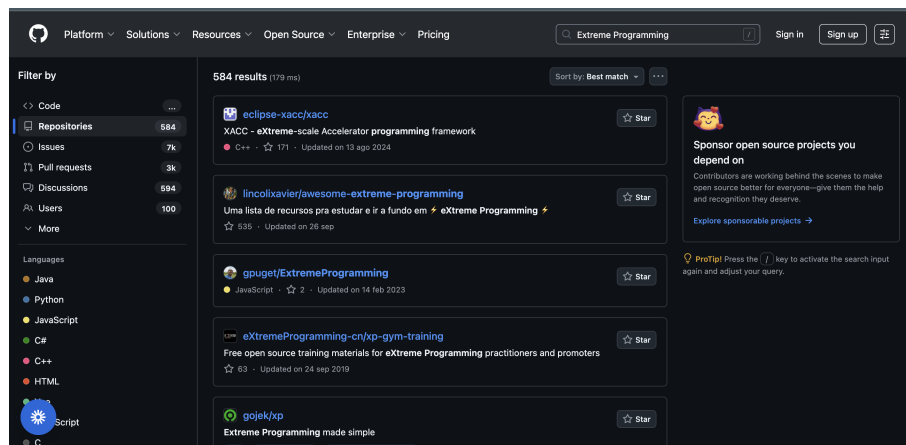 Platform Solutions Resources Open Source Enterprise Pricing Extreme Programming / Sign in Sign up
Filter by
Code ...
Repositories 584
Issues 7k
Pull requests 3k
Discussions 594
Users 100
More
Languages
Java
Python
JavaScript
C#
C++
HTML
Script
C
584 results (179 ms) Sort by: Best match ...
eclipse-xacc/xacc
Star
XACC - eXtreme-scale Accelerator programming framework
C++ · 171 · Updated on 13 ago 2024
lincolixavier/awesome-extreme-programming
Star
Uma lista de recursos pra estudar e ir a fundo em ⚡ eXtreme Programming ⚡
535 · Updated on 26 sep
gpuget/ExtremeProgramming
Star
JavaScript · 2 · Updated on 14 feb 2023
eXtremeProgramming-cn/xp-gym-training
Star
Free open source training materials for eXtreme Programming practitioners and promoters
63 · Updated on 24 sep 2019
gojek/xp
Star
Extreme Programming made simple
Sponsor open source projects you
depend on
Contributors are working behind the scenes to make
open source better for everyone—give them the help
and recognition they deserve.
Explore sponsorable projects →
ProTip! Press the / key to activate the search input
again and adjust your query.